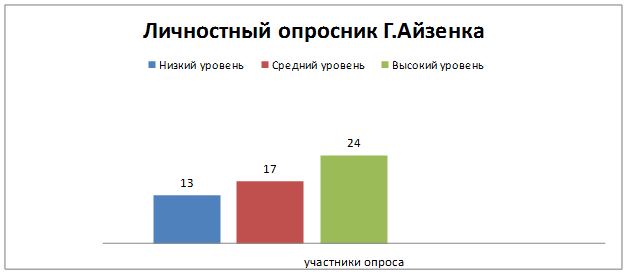 Личностный опросник Г.Айзенка
Низкий уровень Средний уровень Высокий уровень
24
17
13
участники опроса